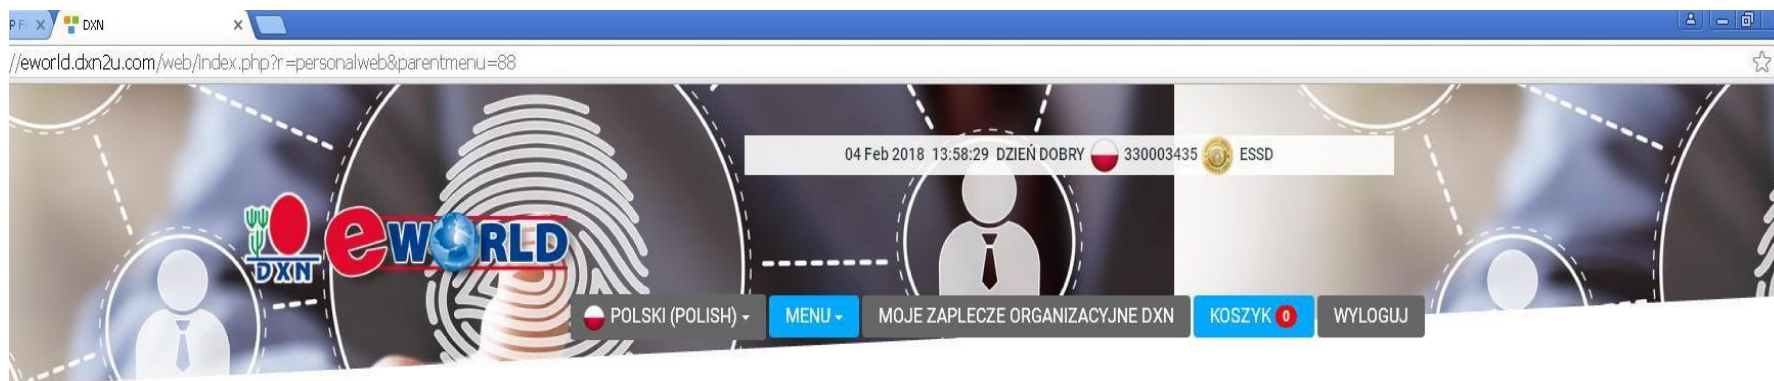 DXN
//eworld.dxn2u.com/web/index.php?r=personalweb&parentmenu=88
04 Feb 2018 13:58:29 DZIEŃ DOBRY 330003435 ESSD
DXN eWORLD
POLSKI (POLISH) MENU MOJE ZAPLECZE ORGANIZACYJNE DXN KOSZYK 0 WYLOGUJ